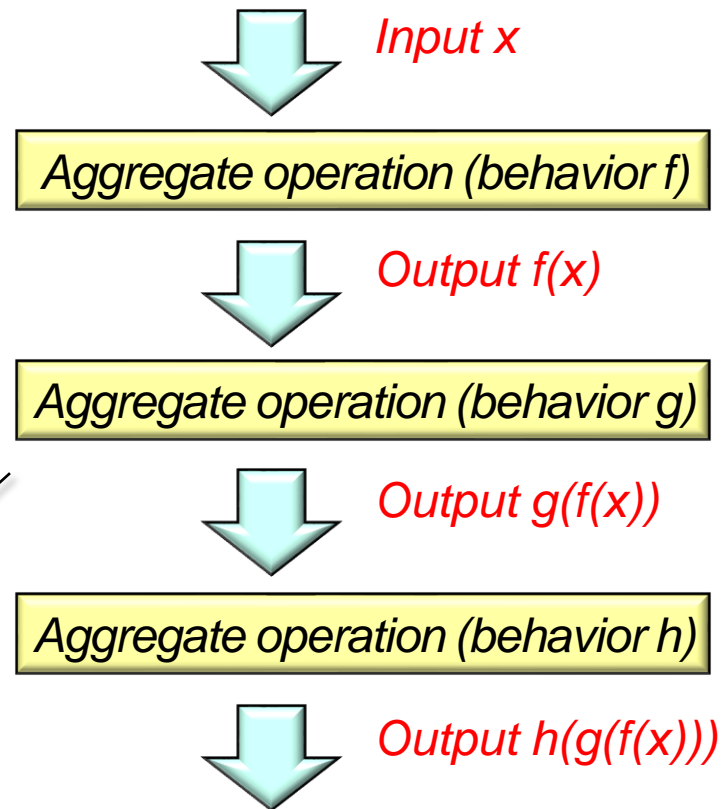 Input x
Aggregate operation (behavior f)
Output f(x)
Aggregate operation (behavior g)
Output g(f(x))
Aggregate operation (behavior h)
Output h(g(f(x)))